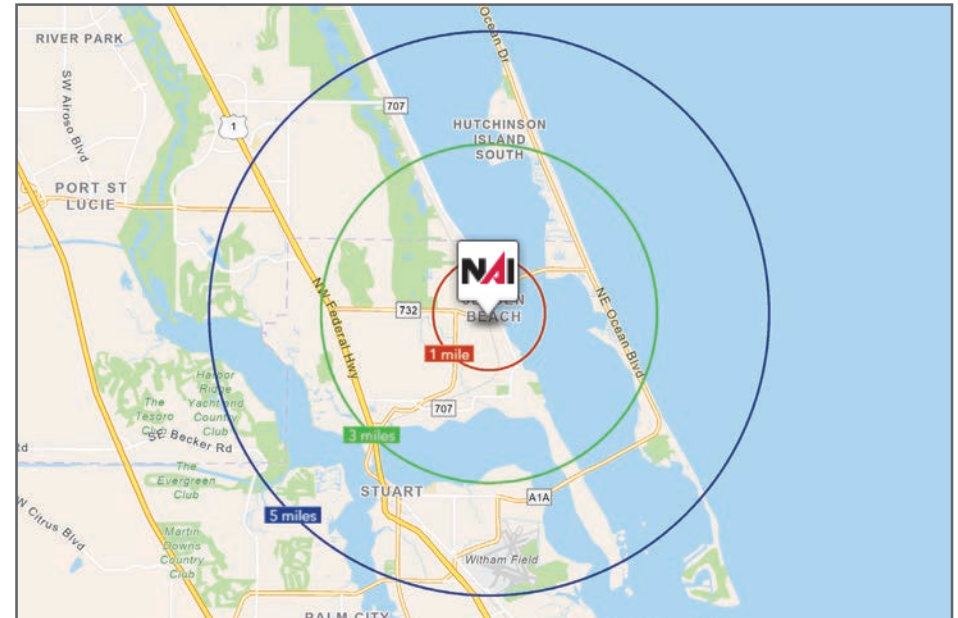 Ocean Dr
RIVER PARK
SW Airoso Blvd
707
1
HUTCHINSON
ISLAND
SOUTH
PORT ST
LUCIE
NAI
732
BEACH
NW Federal Hwy
NE Ocean Blvd
1 mile
Harbor
Ridge
Yacht and
Country
Club
The
Tesoro
Club
707
3 miles
SE Becker Rd
Rd
The
Evergreen
Club
STUART
A1A
5 miles
W Citrus Blvd
Martin
Downs
Country
Club
Witham Field
PALM CITY